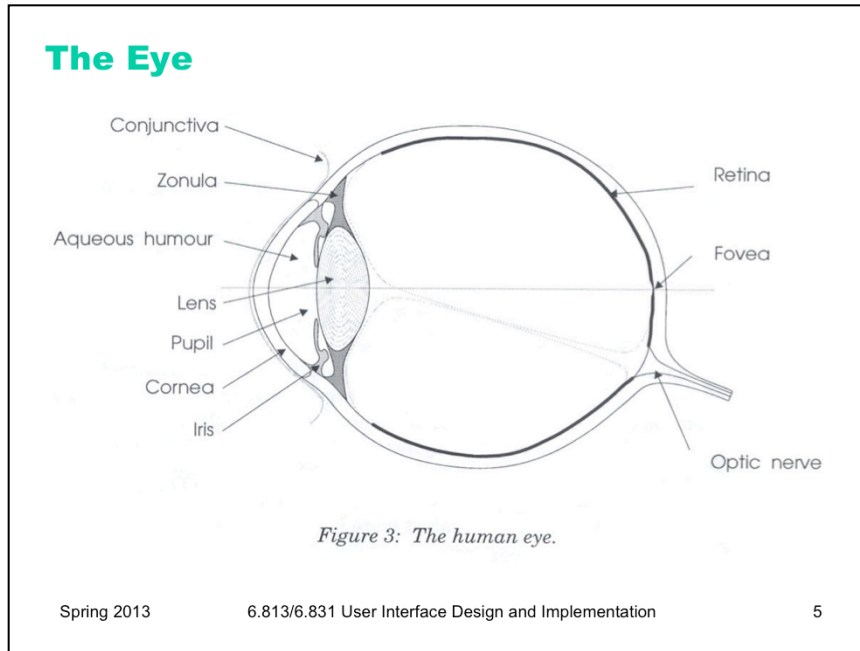 The Eye
Conjunctiva
Zonula
Aqueous humour
Lens
Pupil
Cornea
Iris
Retina
Fovea
Optic nerve
Figure 3: The human eye.
Spring 2013
6.813/6.831 User Interface Design and Implementation
5